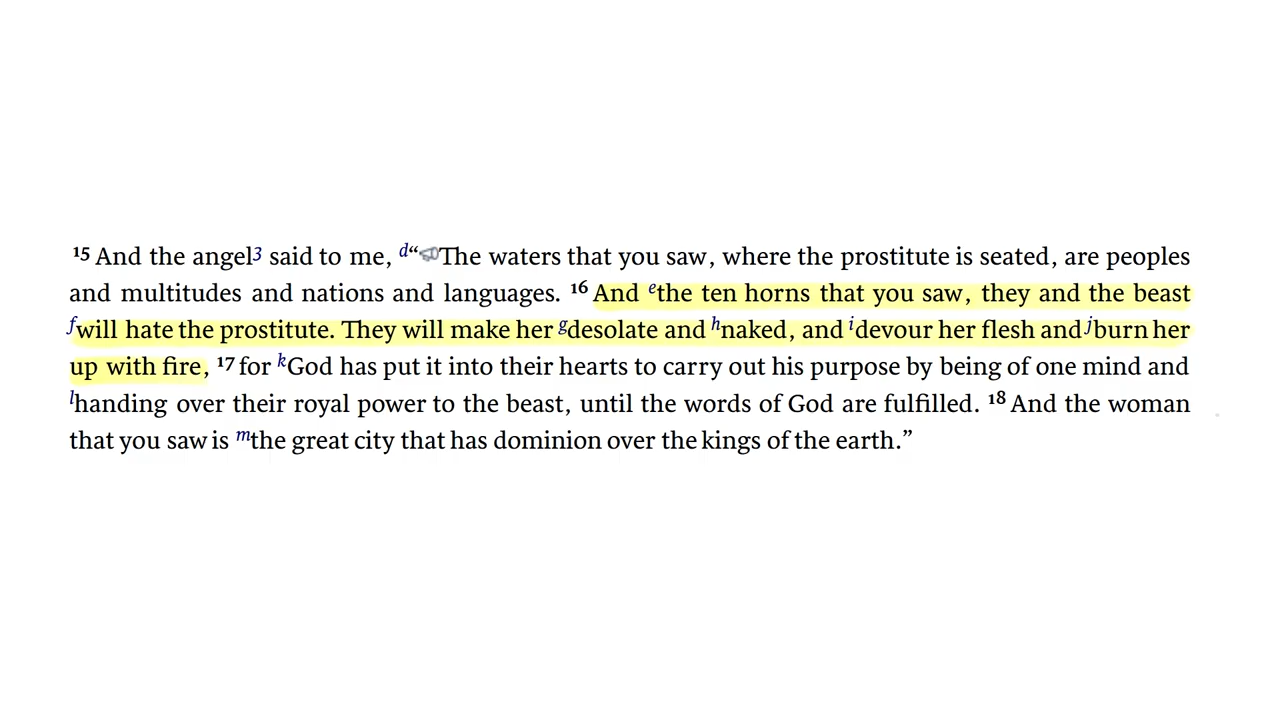 15 And the angel3 said to me, d“The waters that you saw, where the prostitute is seated, are peoples
and multitudes and nations and languages. 16 And ethe ten horns that you saw, they and the beast
fwill hate the prostitute. They will make her gdesolate and hnaked, and idevour her flesh and jburn her
up with fire, 17 for kGod has put it into their hearts to carry out his purpose by being of one mind and
lhanding over their royal power to the beast, until the words of God are fulfilled. 18 And the woman
that you saw is mthe great city that has dominion over the kings of the earth.”